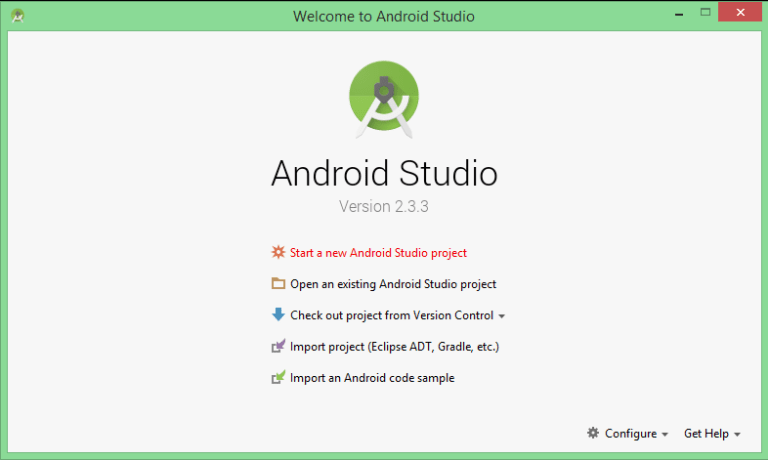 Welcome to Android Studio
Android Studio
Version 2.3.3
Start a new Android Studio project
Open an existing Android Studio project
Check out project from Version Control
Import project (Eclipse ADT, Gradle, etc.)
Import an Android code sample
Configure Get Help